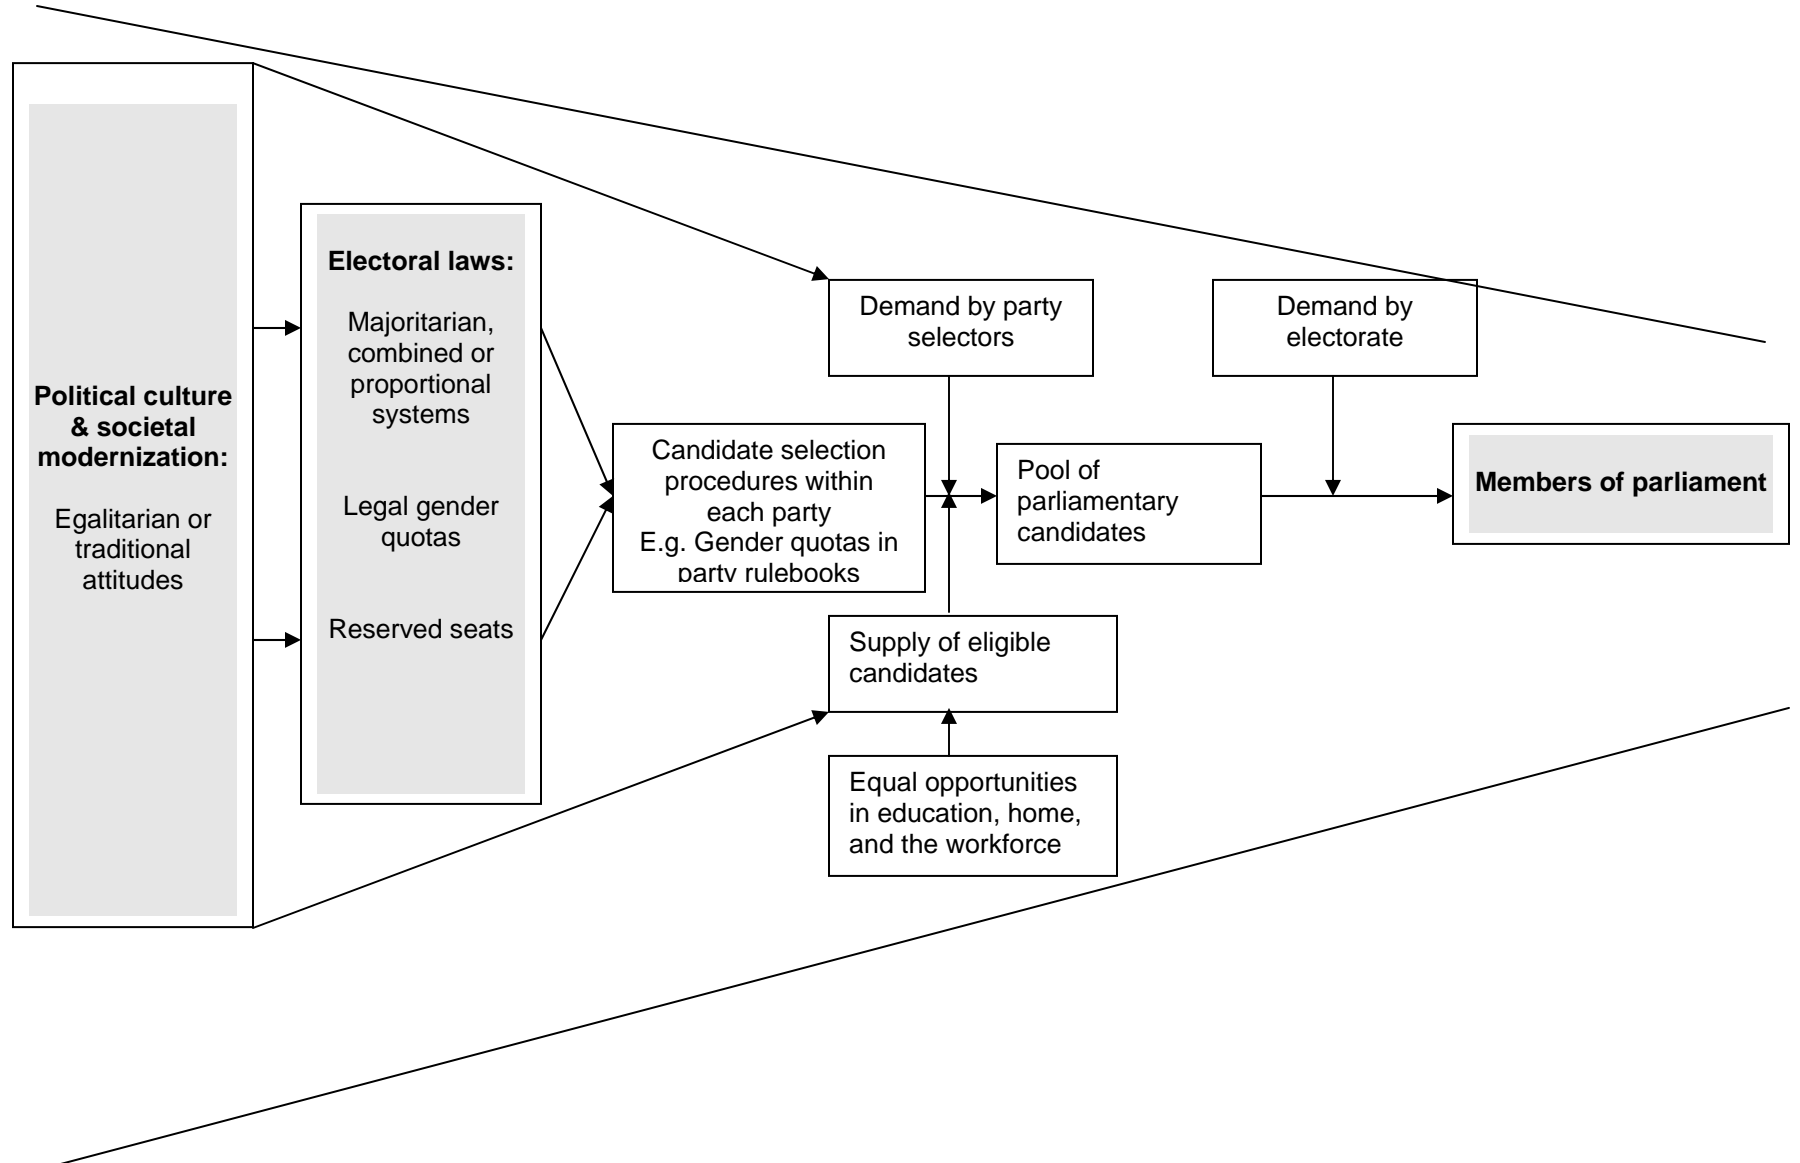 Political culture
& societal
modernization:
Egalitarian or
traditional
attitudes
Electoral laws:
Majoritarian,
combined or
proportional
systems
Legal gender
quotas
Reserved seats
Candidate selection
procedures within
each party
E.g. Gender quotas in
party rulebooks
Demand by party
selectors
Supply of eligible
candidates
Equal opportunities
in education, home,
and the workforce
Pool of
parliamentary
candidates
Demand by
electorate
Members of parliament